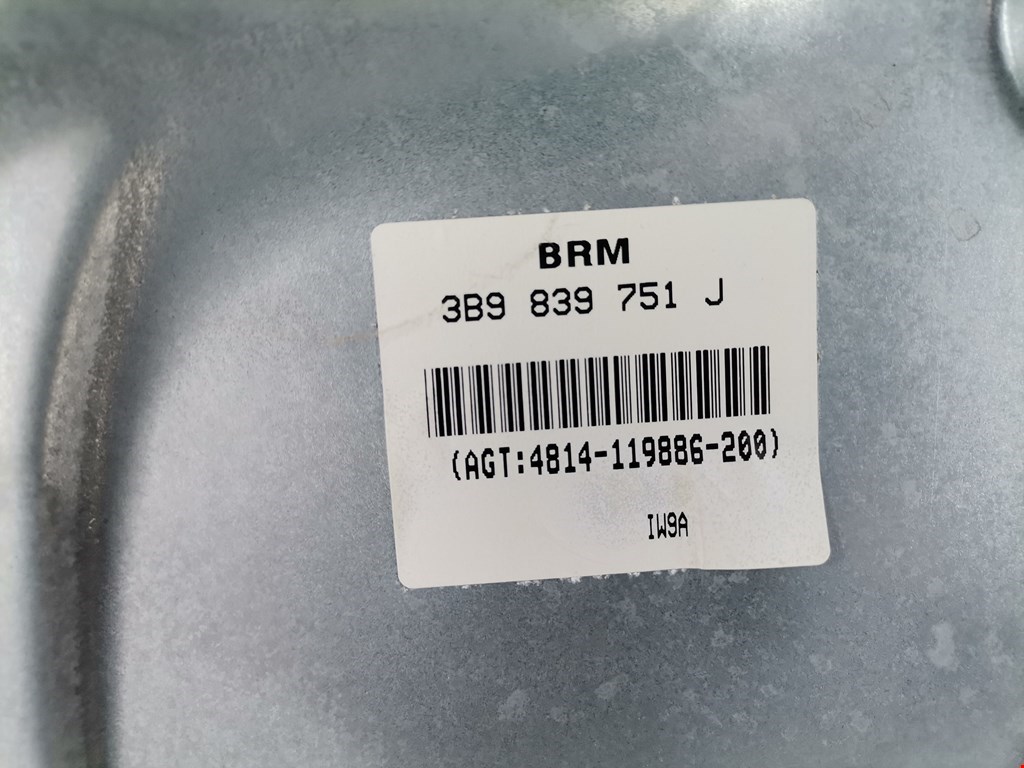 BRM
3B9 839 751 J
(AGT:4814-119886-200)
IW9A